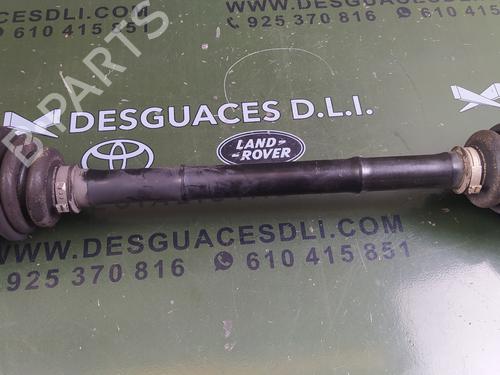 WWW.DESGUACESDLI.COM
925 370 816 610 415 851
B PARTS
DESGUACES D.L.I.
TOYOTA
LAND
ROVER
WWW.DESGUACESDLI.COM
925 370 816 610 415 851